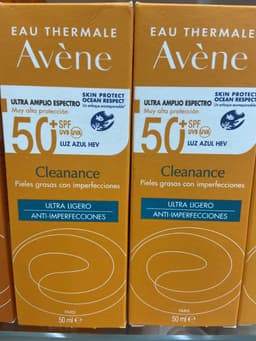 EAU THERMALE
Avène
ULTRA AMPLIO ESPECTRO
Muy alta protección
SKIN PROTECT
OCEAN RESPECT
50+ SPF
UVB UVA
LUZ AZUL HEV
Cleanance
Pieles grasas con imperfecciones
ULTRA LIGERO
ANTI-IMPERFECCIONES
PARIS
50 ml e
EAU THERMALE
Avène
ULTRA AMPLIO ESPECTRO
Muy alta protección
SKIN PROTECT
OCEAN RESPECT
50+ SPF
UVB UVA
LUZ AZUL HEV
Cleanance
Pieles grasas con imperfecciones
ULTRA LIGERO
ANTI-IMPERFECCIONES
PARIS
50 ml e